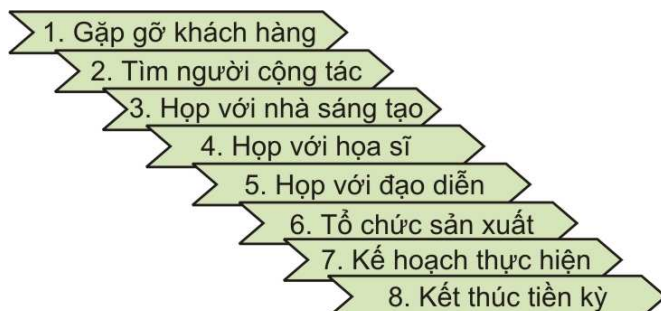 1. Gặp gỡ khách hàng
2. Tìm người cộng tác
3. Họp với nhà sáng tạo
4. Họp với họa sĩ
5. Họp với đạo diễn
6. Tổ chức sản xuất
7. Kế hoạch thực hiện
8. Kết thúc tiền kỳ